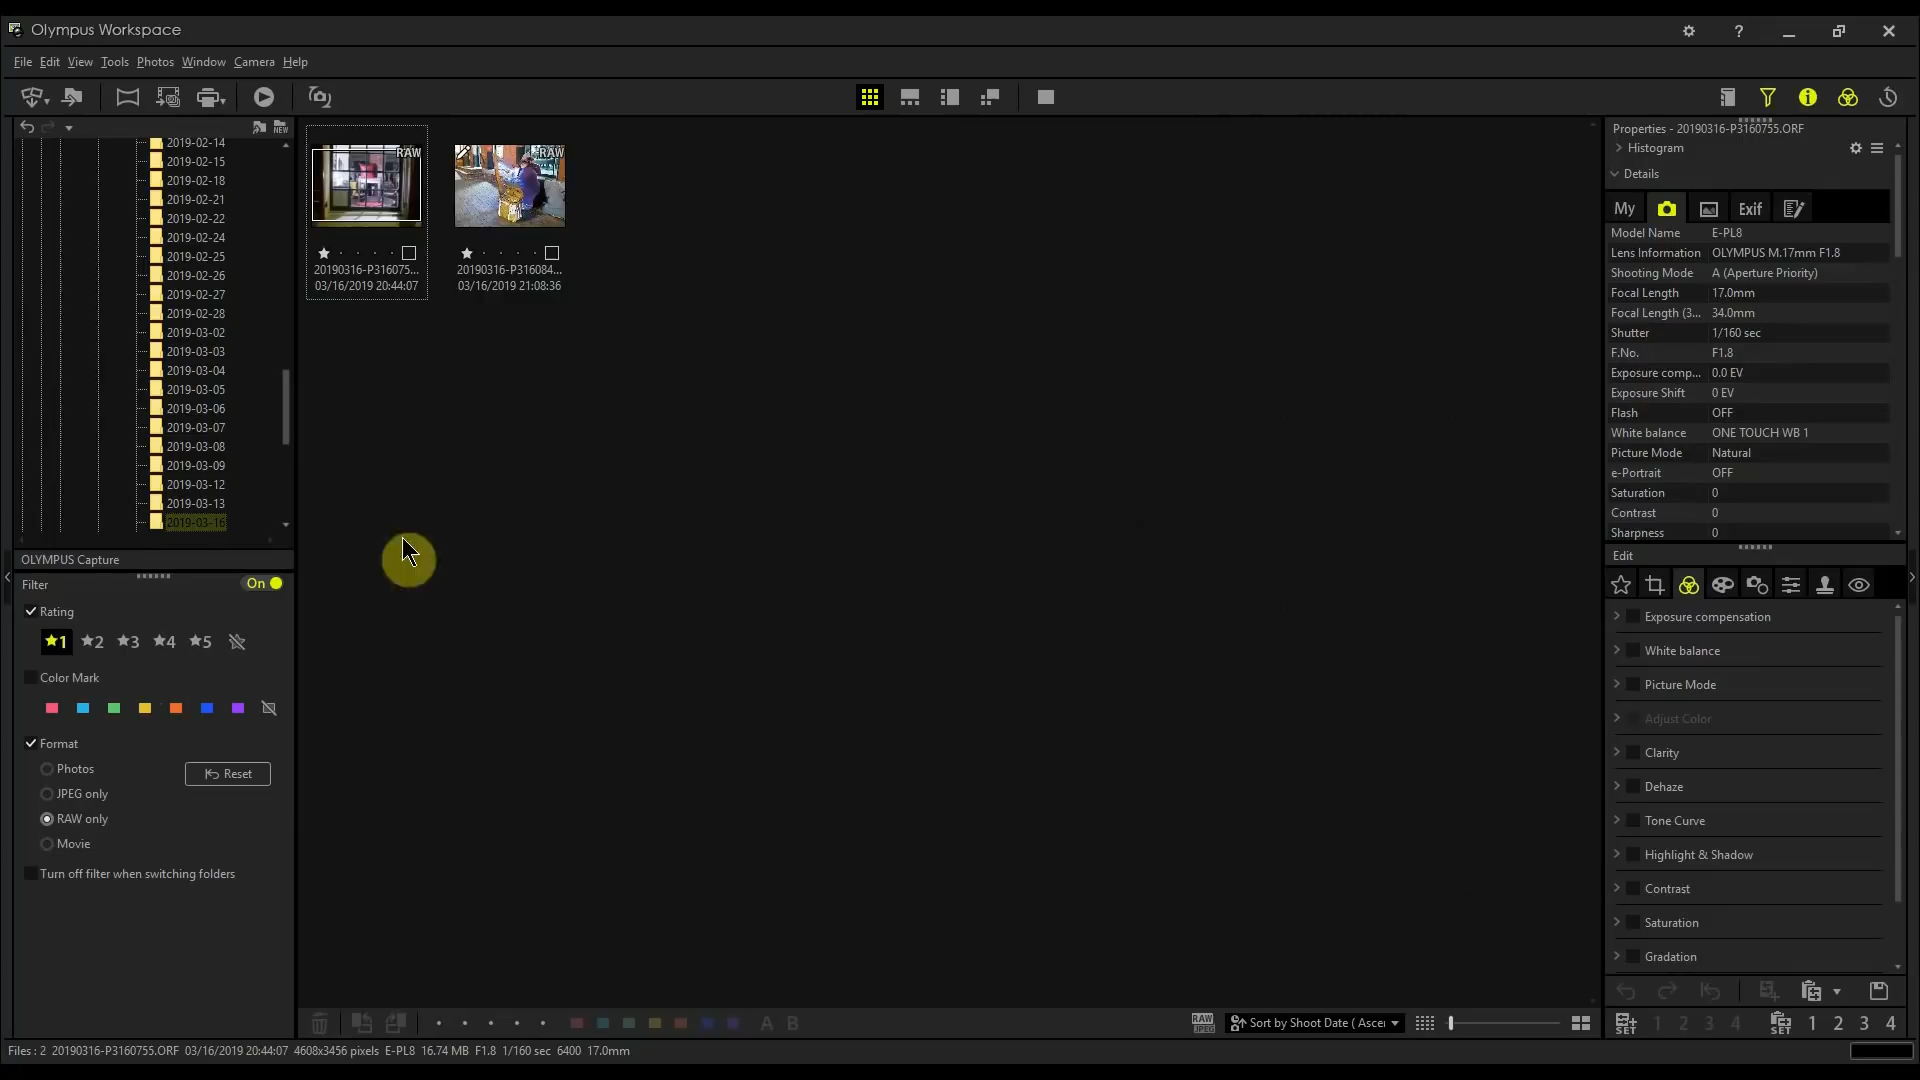 Olympus Workspace
?
File Edit View Tools Photos Window Camera Help
NEW
2019-02-14
2019-02-15
2019-02-18
2019-02-21
2019-02-22
2019-02-24
2019-02-25
2019-02-26
2019-02-27
2019-02-28
2019-03-02
2019-03-03
2019-03-04
2019-03-05
2019-03-06
2019-03-07
2019-03-08
2019-03-09
2019-03-12
2019-03-13
2019-03-16
OLYMPUS Capture
Filter On
Rating
1 2 3 4 5
Color Mark
Format
Photos
Reset
JPEG only
RAW only
Movie
Turn off filter when switching folders
RAW RAW
20190316-P316075... 20190316-P316084...
03/16/2019 20:44:07 03/16/2019 21:08:36
A B
RAW JPEG Sort by Shoot Date ( Ascer
Properties - 20190316-P3160755.ORF
Histogram
Details
My Exif
Model Name E-PL8
Lens Information OLYMPUS M.17mm F1.8
Shooting Mode A (Aperture Priority)
Focal Length 17.0mm
Focal Length (3... 34.0mm
Shutter 1/160 sec
F.No. F1.8
Exposure comp... 0.0 EV
Exposure Shift 0 EV
Flash OFF
White balance ONE TOUCH WB 1
Picture Mode Natural
e-Portrait OFF
Saturation 0
Contrast 0
Sharpness 0
Edit
Exposure compensation
White balance
Picture Mode
Adjust Color
Clarity
Dehaze
Tone Curve
Highlight & Shadow
Contrast
Saturation
Gradation
SET 1 2 3 4 SET 1 2 3 4
Files : 2 20190316-P3160755.ORF 03/16/2019 20:44:07 4608x3456 pixels E-PL8 16.74 MB F1.8 1/160 sec 6400 17.0mm